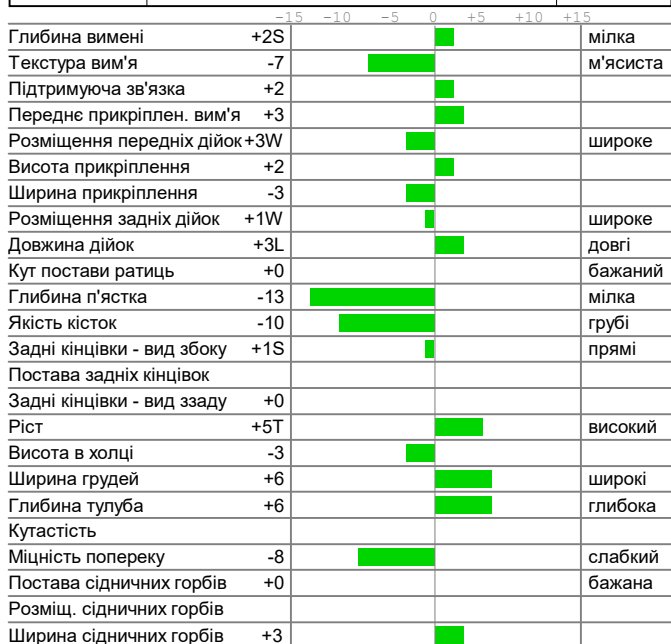 -15 -10 -5 0 +5 +10 +15
Глибина вимені +2S мілка
Текстура вим'я -7 м'ясиста
Підтримуюча зв'язка +2
Переднє прикріплен. вим'я +3
Розміщення передніх дійок +3W широке
Висота прикріплення +2
Ширина прикріплення -3
Розміщення задніх дійок +1W широке
Довжина дійок +3L довгі
Кут постави ратиць +0 бажаний
Глибина п'ястка -13 мілка
Якість кісток -10 грубі
Задні кінцівки - вид збоку +1S прямі
Постава задніх кінцівок
Задні кінцівки - вид ззаду +0
Ріст +5T високий
Висота в холці -3
Ширина грудей +6 широкі
Глибина тулуба +6 глибока
Кутастість
Міцність попереку -8 слабкий
Постава сідничних горбів +0 бажана
Розміщ. сідничних горбів
Ширина сідничних горбів +3